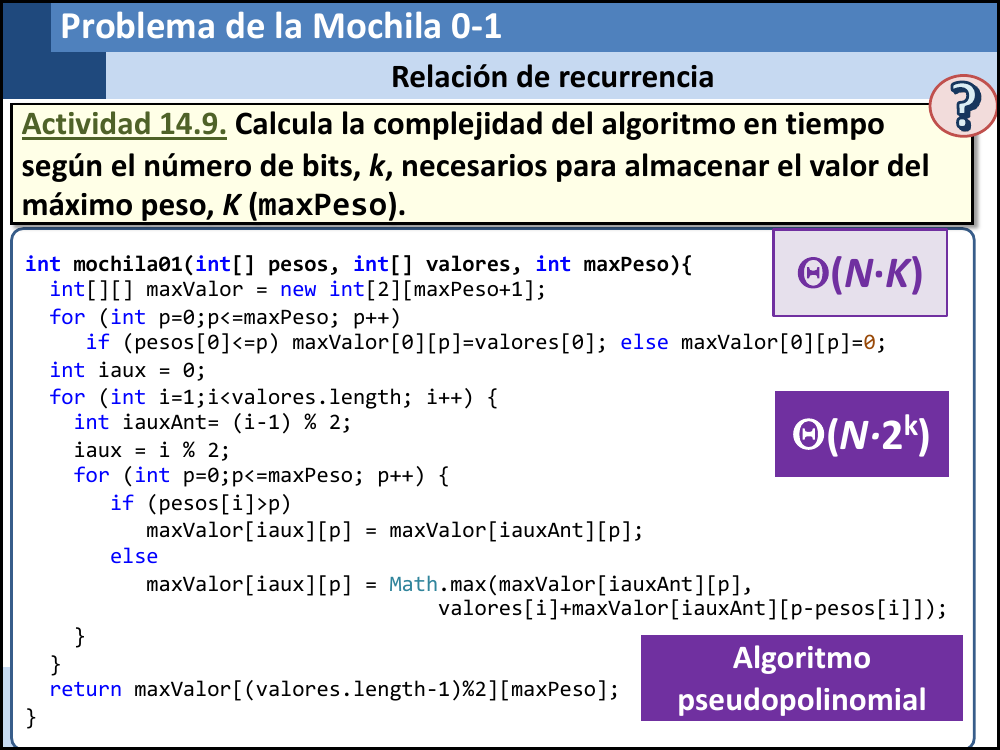 Problema de la Mochila 0-1
Relación de recurrencia
?
Actividad 14.9. Calcula la complejidad del algoritmo en tiempo
según el número de bits, k, necesarios para almacenar el valor del
máximo peso, K (maxPeso).
Θ(N·K)
int mochila01(int[] pesos, int[] valores, int maxPeso){
  int[][] maxValor = new int[2][maxPeso+1];
  for (int p=0;p<=maxPeso; p++)
     if (pesos[0]<=p) maxValor[0][p]=valores[0]; else maxValor[0][p]=0;
  int iaux = 0;
  for (int i=1;i<valores.length; i++) {
    int iauxAnt= (i-1) % 2;
    iaux = i % 2;
    for (int p=0;p<=maxPeso; p++) {
       if (pesos[i]>p)
          maxValor[iaux][p] = maxValor[iauxAnt][p];
       else
          maxValor[iaux][p] = Math.max(maxValor[iauxAnt][p],
                                  valores[i]+maxValor[iauxAnt][p-pesos[i]]);
    }
  }
  return maxValor[(valores.length-1)%2][maxPeso];
}
Θ(N·2ᵏ)
Algoritmo
pseudopolinomial